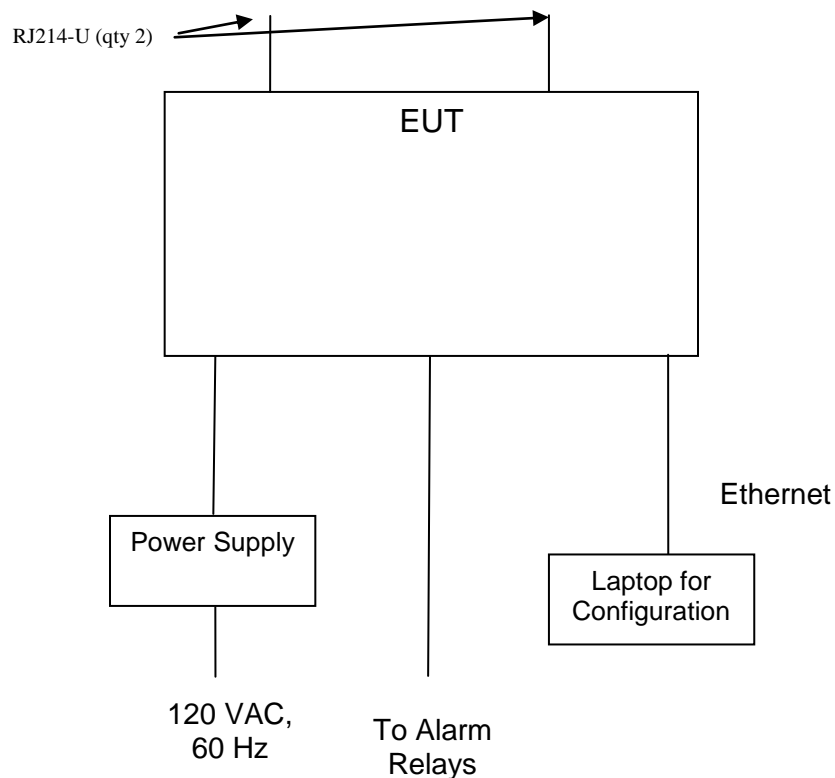 RJ214-U (qty 2)
EUT
Ethernet
Power Supply
Laptop for
Configuration
120 VAC,
60 Hz
To Alarm
Relays